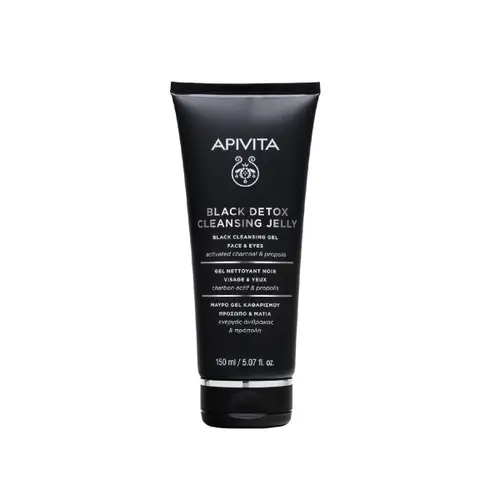 APIVITA
BLACK DETOX
CLEANSING JELLY
BLACK CLEANSING GEL
FACE & EYES
activated charcoal & propolis
GEL NETTOYANT NOIR
VISAGE & YEUX
charbon actif & propolis
ΜΑΥΡΟ GEL ΚΑΘΑΡΙΣΜΟΥ
ΠΡΟΣΩΠΟ & ΜΑΤΙΑ
ενεργός άνθρακας
& πρόπολη
150 ml / 5.07 fl. oz.